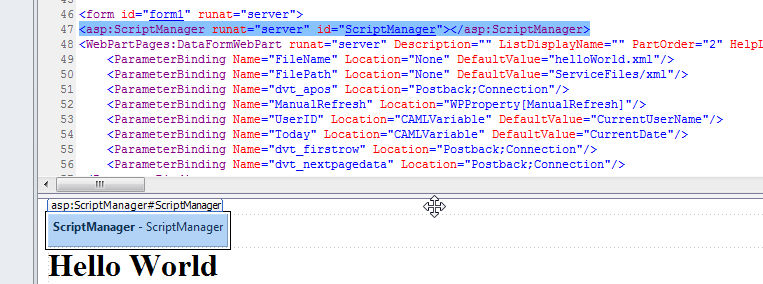 46 <form id="form1" runat="server">
47 <asp:ScriptManager runat="server" id="ScriptManager"></asp:ScriptManager>
48 <WebPartPages:DataFormWebPart runat="server" Description="" ListDisplayName="" PartOrder="2" HelpL
49 <ParameterBinding Name="FileName" Location="None" DefaultValue="helloWorld.xml"/>
50 <ParameterBinding Name="FilePath" Location="None" DefaultValue="ServiceFiles/xml"/>
51 <ParameterBinding Name="dvt_apos" Location="Postback;Connection"/>
52 <ParameterBinding Name="ManualRefresh" Location="WPProperty[ManualRefresh]"/>
53 <ParameterBinding Name="UserID" Location="CAMLVariable" DefaultValue="CurrentUserName"/>
54 <ParameterBinding Name="Today" Location="CAMLVariable" DefaultValue="CurrentDate"/>
55 <ParameterBinding Name="dvt_firstrow" Location="Postback;Connection"/>
56 <ParameterBinding Name="dvt_nextpagedata" Location="Postback;Connection"/>
asp:ScriptManager#ScriptManager
ScriptManager - ScriptManager
Hello World